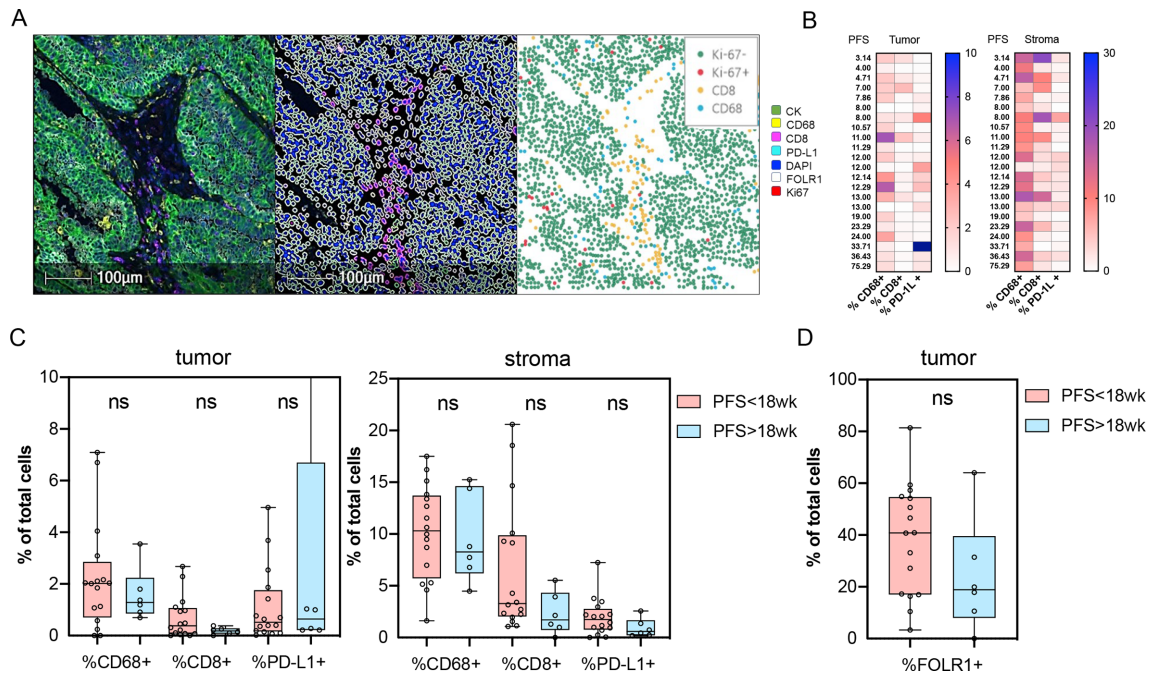 A
Ki-67-
Ki-67+
CD8
CD68
CK
CD68
CD8
PD-L1
DAPI
FOLR1
Ki67
100μm
100μm
B
PFS Tumor
3.14
4.00
4.71
7.00
7.86
8.00
8.00
10.57
11.00
11.29
12.00
12.00
12.14
12.29
13.00
13.00
19.00
23.29
24.00
33.71
36.43
75.29
% CD68+
% CD8+
% PD-1L +
10
8
6
4
2
0
PFS Stroma
3.14
4.00
4.71
7.00
7.86
8.00
8.00
10.57
11.00
11.29
12.00
12.00
12.14
12.29
13.00
13.00
19.00
23.29
24.00
33.71
36.43
75.29
% CD68+
% CD8+
% PD-1L +
30
20
10
0
C
tumor
% of total cells
10
8
6
4
2
0
ns ns ns
%CD68+ %CD8+ %PD-L1+
stroma
% of total cells
25
20
15
10
5
0
ns ns ns
%CD68+ %CD8+ %PD-L1+
PFS<18wk
PFS>18wk
D
tumor
% of total cells
100
80
60
40
20
0
ns
%FOLR1+
PFS<18wk
PFS>18wk